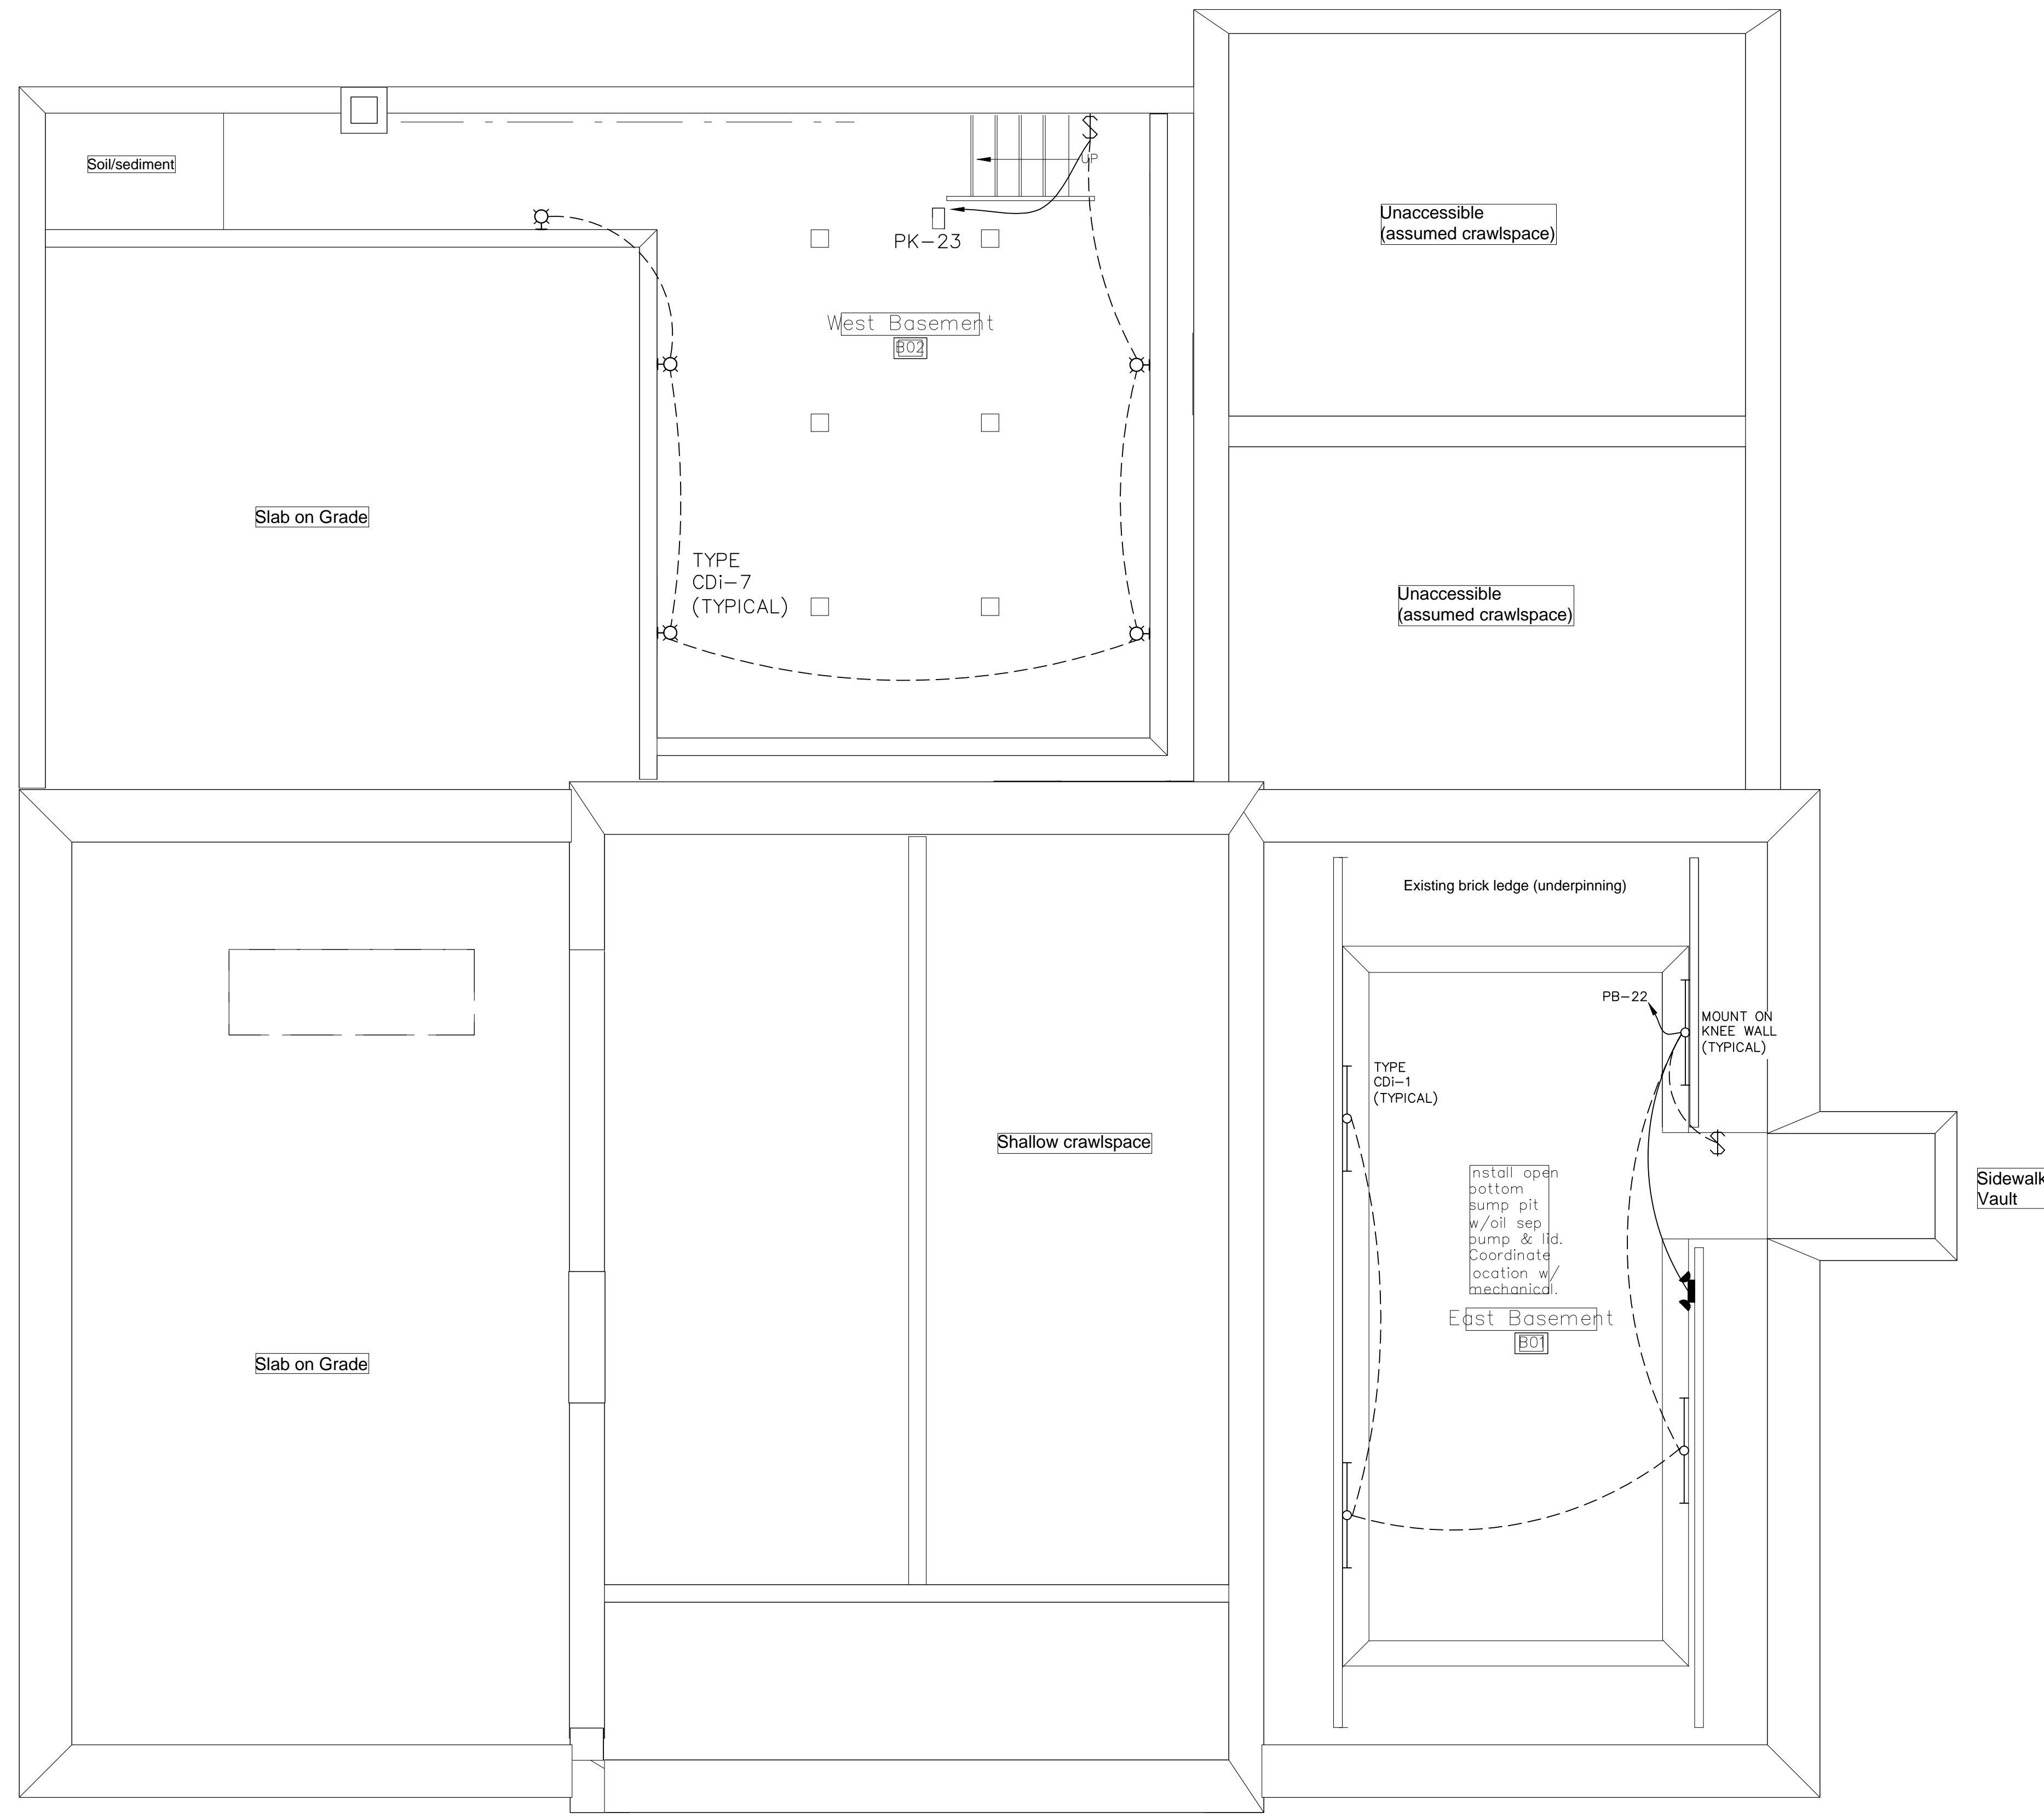 Soil/sediment
UP
PK-23
Unaccessible
(assumed crawlspace)
West Basement
B02
Slab on Grade
TYPE
CDi-7
(TYPICAL)
Unaccessible
(assumed crawlspace)
Existing brick ledge (underpinning)
PB-22
MOUNT ON
KNEE WALL
(TYPICAL)
TYPE
CDi-1
(TYPICAL)
Shallow crawlspace
nstall open
bottom
sump pit
w/oil sep
pump & lid.
Coordinate
ocation w/
mechanical.
Sidewalk
Vault
East Basement
B01
Slab on Grade